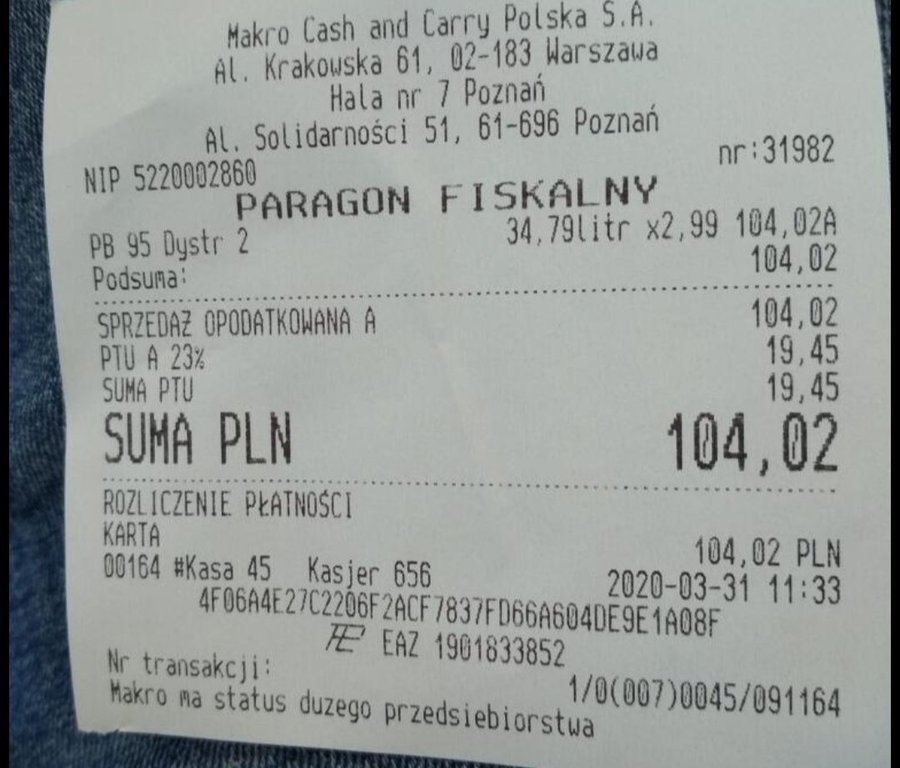 Makro Cash and Carry Polska S.A.
Al. Krakowska 61, 02-183 Warszawa
Hala nr 7 Poznań
Al. Solidarności 51, 61-696 Poznań
NIP 5220002860 nr:31982
PARAGON FISKALNY
PB 95 Dystr 2 34,79litr x2,99 104,02A
Podsuma: 104,02
SPRZEDAŻ OPODATKOWANA A 104,02
PTU A 23% 19,45
SUMA PTU 19,45
SUMA PLN 104,02
ROZLICZENIE PŁATNOŚCI
KARTA 104,02 PLN
00164 #Kasa 45 Kasjer 656 2020-03-31 11:33
4F06A4E27C2206F2ACF7837FD66A604DE9E1A08F
EAZ 1901833852
Nr transakcji: 1/0(007)0045/091164
Makro ma status duzego przedsiebiorstwa